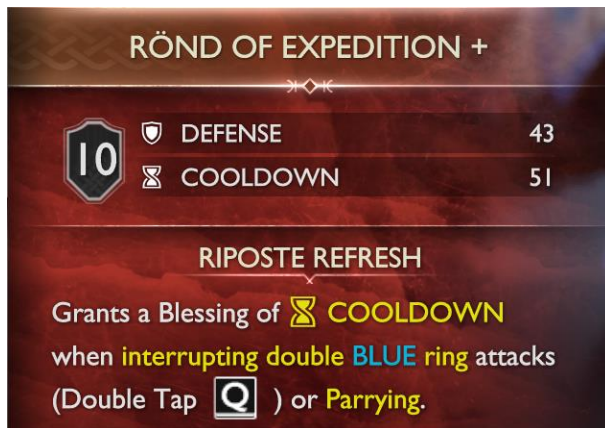 RÖND OF EXPEDITION +
10
DEFENSE 43
COOLDOWN 51
RIPOSTE REFRESH
Grants a Blessing of COOLDOWN
when interrupting double BLUE ring attacks
(Double Tap Q ) or Parrying.